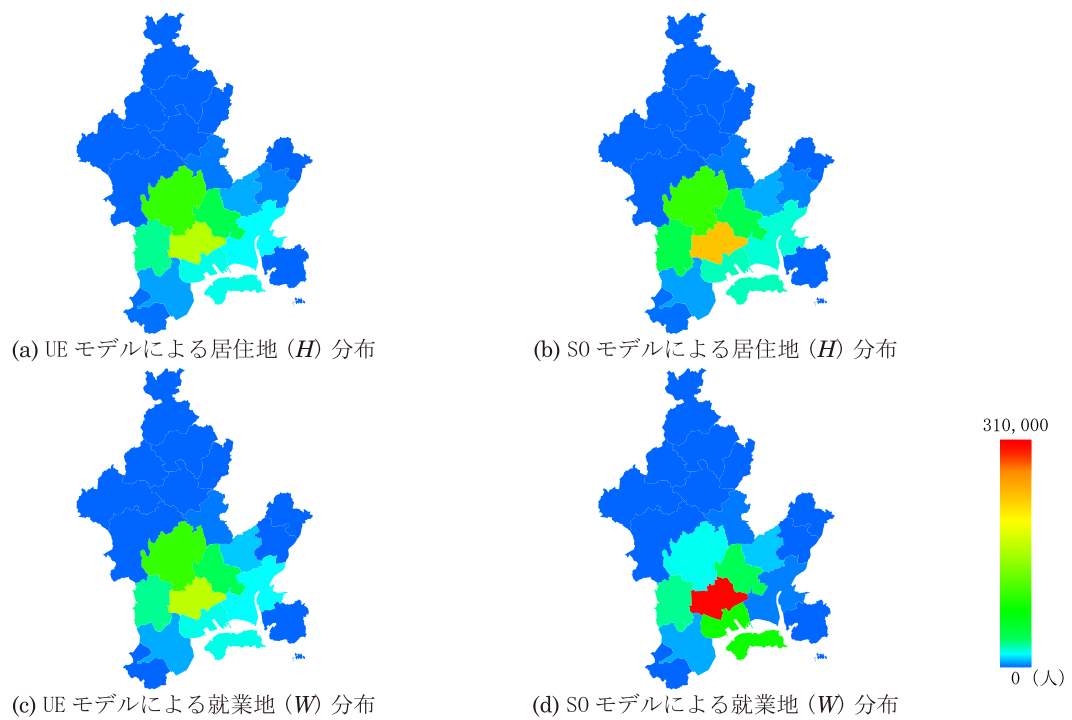 (a) UE モデルによる居住地 (H) 分布
(b) SO モデルによる居住地 (H) 分布
310,000
0 (人)
(c) UE モデルによる就業地 (W) 分布
(d) SO モデルによる就業地 (W) 分布